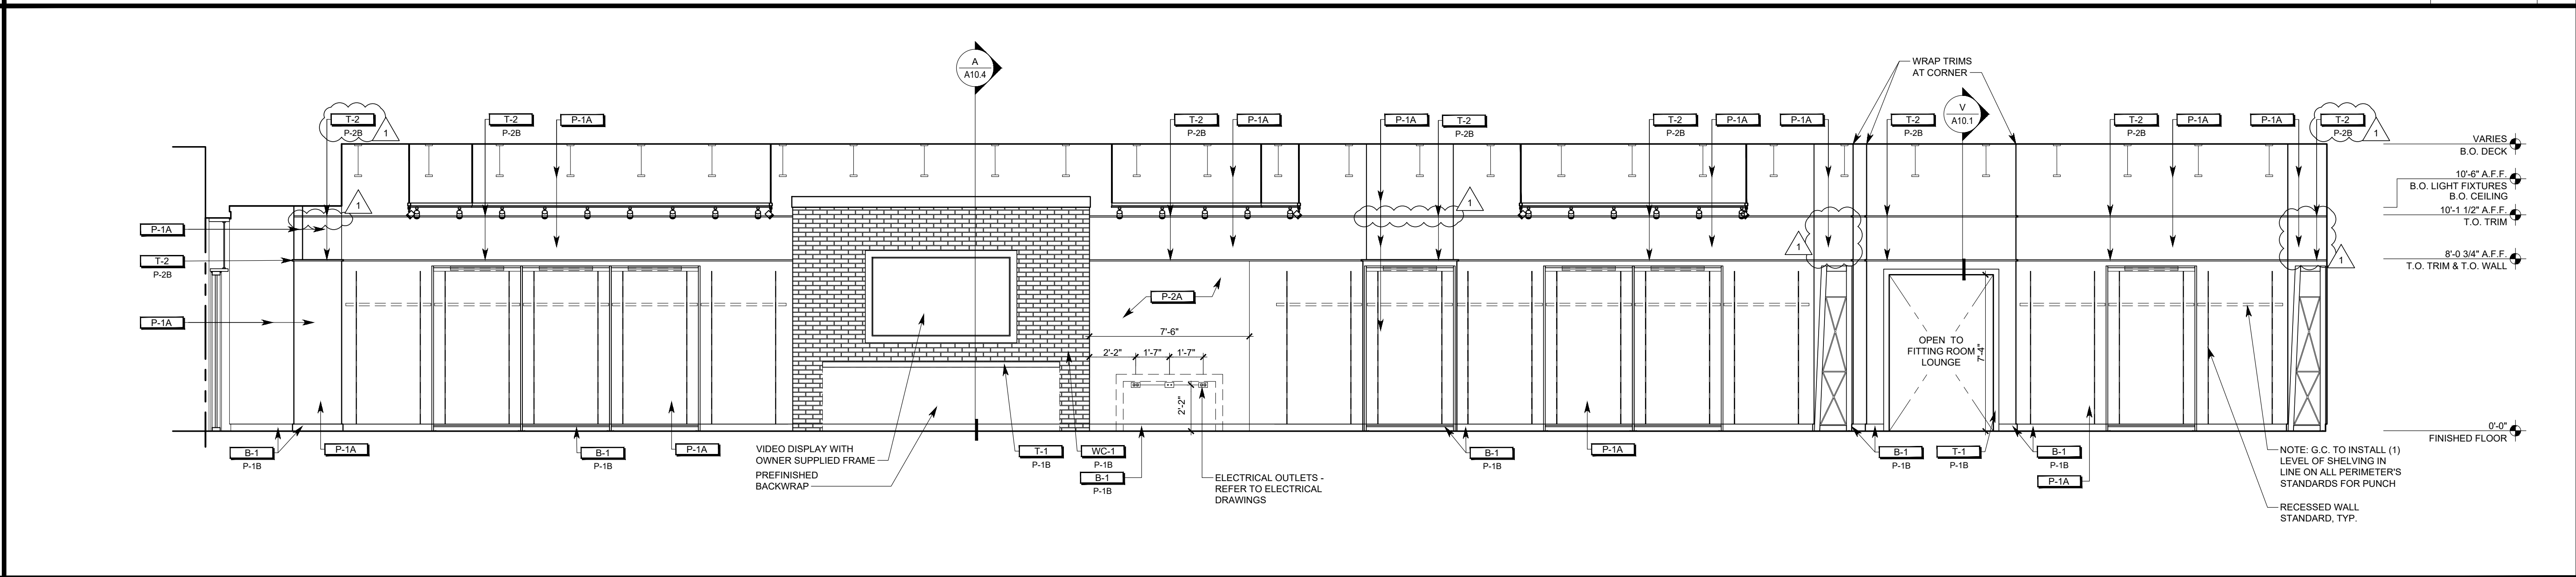 A
A10.4
WRAP TRIMS
AT CORNER
V
A10.1
T-2
P-2B
1
T-2
P-2B
P-1A
T-2
P-2B
P-1A
P-1A
T-2
P-2B
T-2
P-2B
P-1A
P-1A
T-2
P-2B
T-2
P-2B
P-1A
P-1A
T-2
P-2B
1
VARIES
B.O. DECK
10'-6" A.F.F.
B.O. LIGHT FIXTURES
B.O. CEILING
10'-1 1/2" A.F.F.
T.O. TRIM
8'-0 3/4" A.F.F.
T.O. TRIM & T.O. WALL
0'-0"
FINISHED FLOOR
1
1
1
1
P-1A
T-2
P-2B
P-1A
P-2A
7'-6"
2'-2"
1'-7"
1'-7"
2'-2"
OPEN TO
FITTING ROOM
LOUNGE
7'-4"
B-1
P-1B
P-1A
B-1
P-1B
P-1A
VIDEO DISPLAY WITH
OWNER SUPPLIED FRAME
PREFINISHED
BACKWRAP
T-1
P-1B
WC-1
P-1B
B-1
P-1B
ELECTRICAL OUTLETS -
REFER TO ELECTRICAL
DRAWINGS
B-1
P-1B
P-1A
B-1
P-1B
T-1
P-1B
B-1
P-1B
P-1A
NOTE: G.C. TO INSTALL (1)
LEVEL OF SHELVING IN
LINE ON ALL PERIMETER'S
STANDARDS FOR PUNCH
RECESSED WALL
STANDARD, TYP.